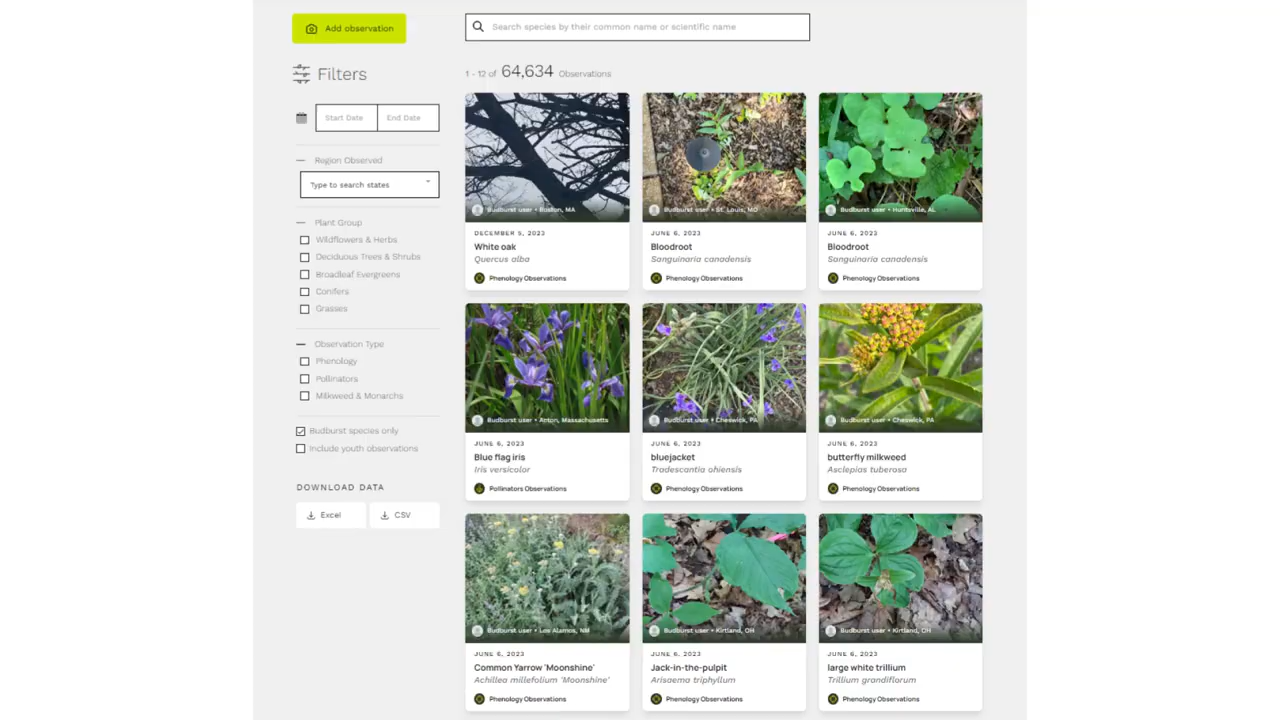 Add observation
Search species by their common name or scientific name
Filters
1 - 12 of 64,634 Observations
Start Date
End Date
Region Observed
Type to search states
Plant Group
Wildflowers & Herbs
Deciduous Trees & Shrubs
Broadleaf Evergreens
Conifers
Grasses
Observation Type
Phenology
Pollinators
Milkweed & Monarchs
Budburst species only
Include youth observations
DOWNLOAD DATA
Excel
CSV
Budburst user • Boston, MA
DECEMBER 5, 2023
White oak
Quercus alba
Phenology Observations
Budburst user • St. Louis, MO
JUNE 6, 2023
Bloodroot
Sanguinaria canadensis
Phenology Observations
Budburst user • Huntsville, AL
JUNE 6, 2023
Bloodroot
Sanguinaria canadensis
Phenology Observations
Budburst user • Acton, Massachusetts
JUNE 6, 2023
Blue flag iris
Iris versicolor
Pollinators Observations
Budburst user • Cheswick, PA
JUNE 6, 2023
bluejacket
Tradescantia ohiensis
Phenology Observations
Budburst user • Cheswick, PA
JUNE 6, 2023
butterfly milkweed
Asclepias tuberosa
Phenology Observations
Budburst user • Los Alamos, NM
JUNE 6, 2023
Common Yarrow 'Moonshine'
Achillea millefolium 'Moonshine'
Phenology Observations
Budburst user • Kirtland, OH
JUNE 6, 2023
Jack-in-the-pulpit
Arisaema triphyllum
Phenology Observations
Budburst user • Kirtland, OH
JUNE 6, 2023
large white trillium
Trillium grandiflorum
Phenology Observations